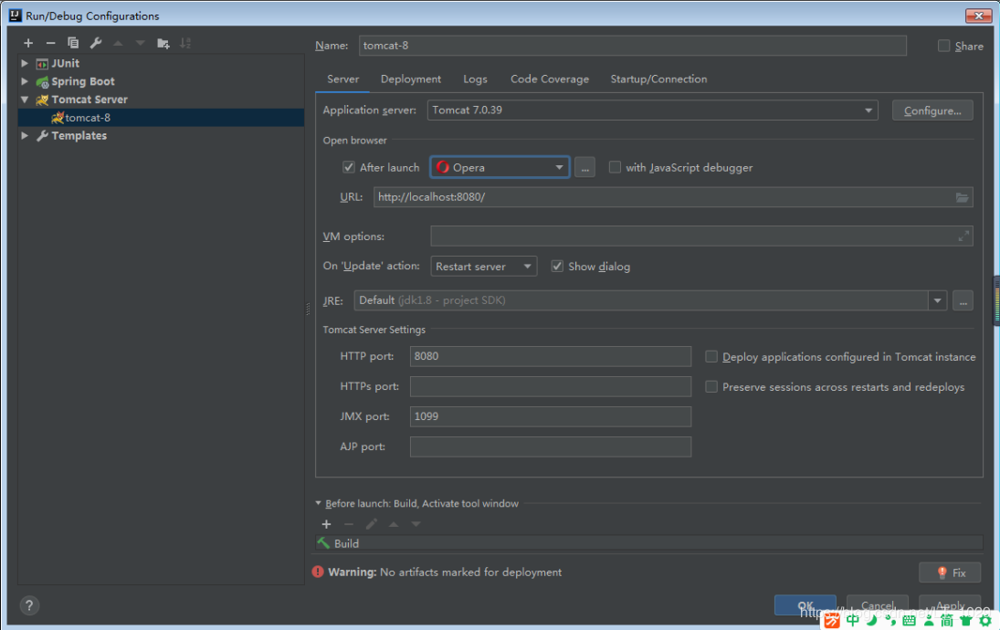 Run/Debug Configurations
Name: tomcat-8 Share
JUnit
Spring Boot
Tomcat Server
tomcat-8
Templates
Server Deployment Logs Code Coverage Startup/Connection
Application server: Tomcat 7.0.39 Configure...
Open browser
After launch Opera ... with JavaScript debugger
URL: http://localhost:8080/
VM options:
On 'Update' action: Restart server Show dialog
JRE: Default (jdk1.8 - project SDK) ...
Tomcat Server Settings
HTTP port: 8080 Deploy applications configured in Tomcat instance
HTTPs port: Preserve sessions across restarts and redeploys
JMX port: 1099
AJP port:
Before launch: Build, Activate tool window
Build
Warning: No artifacts marked for deployment Fix
? OK Cancel Apply
中 简